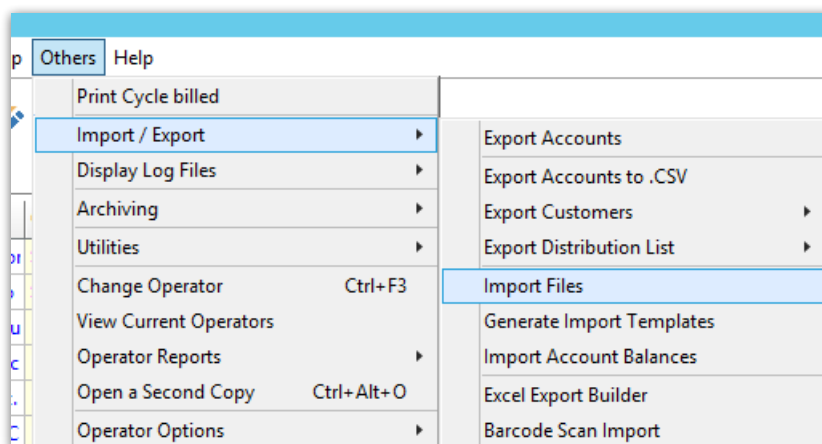 p Others Help
Print Cycle billed
Import / Export
Display Log Files
Archiving
Utilities
Change Operator Ctrl+F3
View Current Operators
Operator Reports
Open a Second Copy Ctrl+Alt+O
Operator Options
Export Accounts
Export Accounts to .CSV
Export Customers
Export Distribution List
Import Files
Generate Import Templates
Import Account Balances
Excel Export Builder
Barcode Scan Import